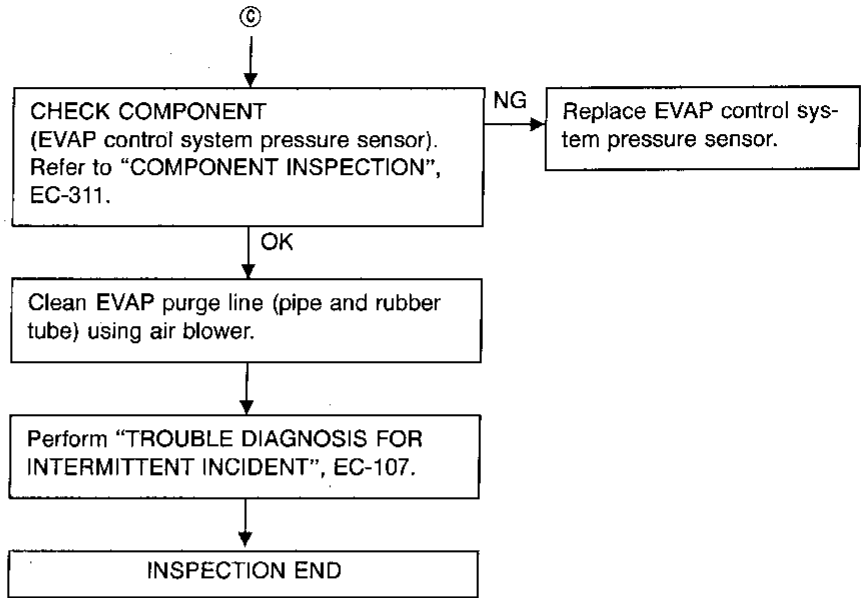 Ⓒ
CHECK COMPONENT
(EVAP control system pressure sensor).
Refer to “COMPONENT INSPECTION”,
EC-311.
NG
Replace EVAP control sys-
tem pressure sensor.
OK
Clean EVAP purge line (pipe and rubber
tube) using air blower.
Perform “TROUBLE DIAGNOSIS FOR
INTERMITTENT INCIDENT”, EC-107.
INSPECTION END